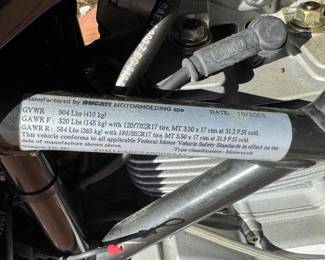 manufactured by DUCATI MOTORHOLDING spa DATE: 10/2005
GVWR : 904 Lbs (410 kg)
GAWR F : 320 Lbs (145 kg) with 120/70ZR17 tire, MT 3.50 x 17 rim at 31.2 P.SI cold.
GAWR R : 584 Lbs (265 kg) with 180/55ZR17 tire, MT 5.50 x 17 rim at 31.9 P.SI cold.
This vehicle conforms to all applicable Federal Motor Vehicle Safety Standards in effect on the
date of manufacture shown above.
Type classification : Motorcycle